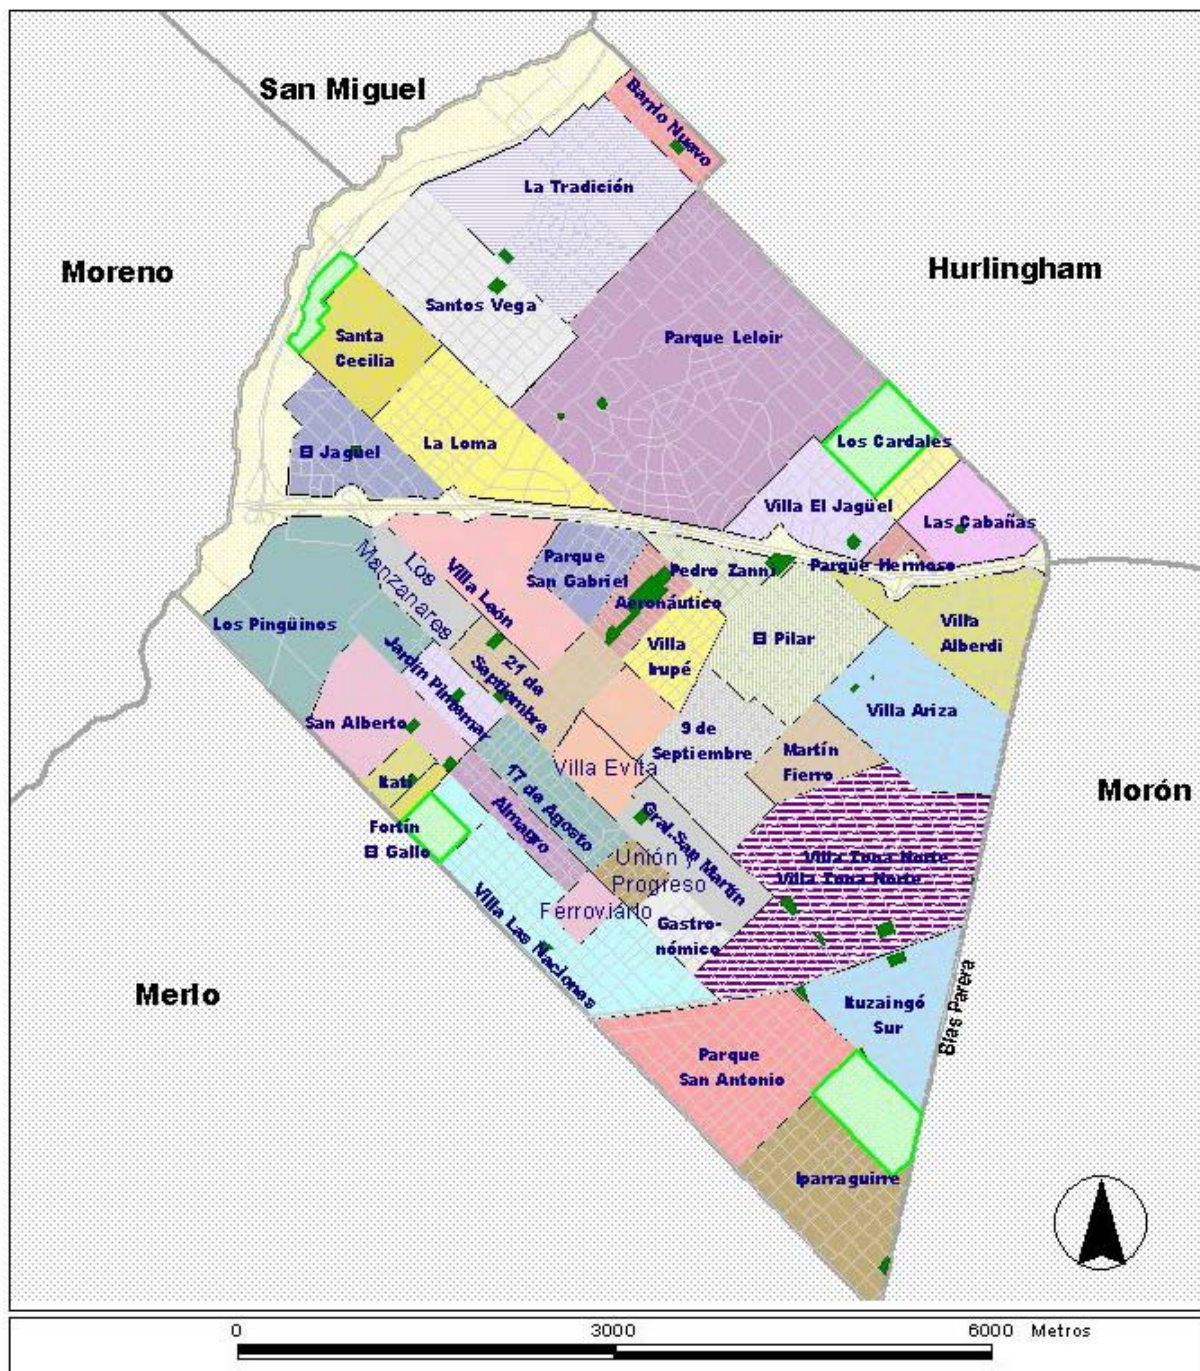 San Miguel
Barrio Nuevo
La Tradición
Moreno
Hurlingham
Santos Vega
Santa
Cecilia
Parque Leloir
El Jagüel
La Loma
Los Cardales
Villa El Jagüel
Las Cabañas
Los
Manzanares
Villa León
Parque
San Gabriel
Pedro Zanni
Parque Hermoso
Aeronáutico
Los Pingüinos
Villa
Irupé
El Pilar
Villa
Alberdi
Jardín Pinamar
21 de
Septiembre
San Alberto
9 de
Septiembre
Villa Ariza
Martín
Fierro
Villa Evita
Itatí
17 de Agosto
Almagro
Morón
Fortín
El Gallo
Gral.San Martín
Unión y
Progreso
Villa Zona Norte
Villa Zona Norte
Ferroviario
Gastro-
nómico
Villa Las Naciones
Merlo
Ituzaingó
Sur
Blas Parera
Parque
San Antonio
Iparraguirre
0 3000 6000 Metros